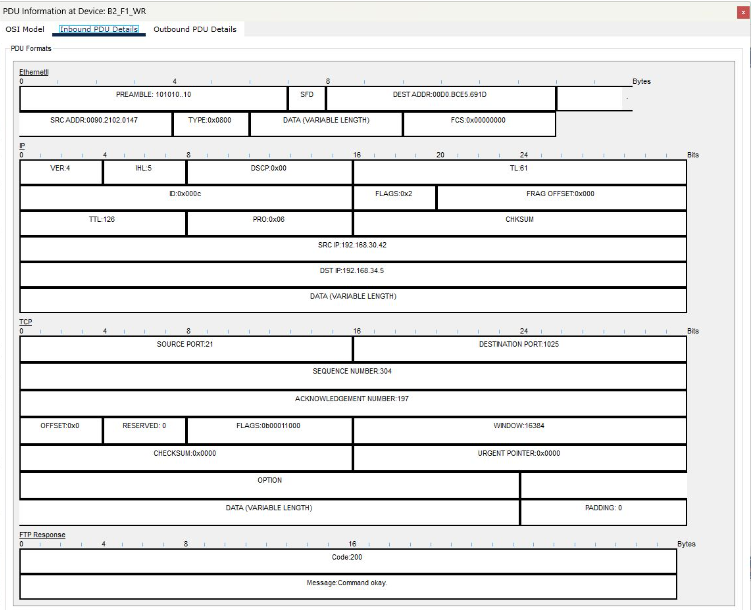 PDU Information at Device: B2_F1_WR
x
OSI Model Inbound PDU Details Outbound PDU Details
PDU Formats
EthernetII
0 4 8 Bytes
PREAMBLE: 101010..10 SFD DEST ADDR:00D0.BCE5.691D
SRC ADDR:0090.2102.0147 TYPE:0x0800 DATA (VARIABLE LENGTH) FCS:0x00000000
IP
0 4 8 16 20 24 Bits
VER:4 IHL:5 DSCP:0x00 TL:61
ID:0x000c FLAGS:0x2 FRAG OFFSET:0x000
TTL:126 PRO:0x06 CHKSUM
SRC IP:192.168.30.42
DST IP:192.168.34.5
DATA (VARIABLE LENGTH)
TCP
0 4 8 16 24 Bits
SOURCE PORT:21 DESTINATION PORT:1025
SEQUENCE NUMBER:304
ACKNOWLEDGEMENT NUMBER:197
OFFSET:0x0 RESERVED: 0 FLAGS:0b00011000 WINDOW:16384
CHECKSUM:0x0000 URGENT POINTER:0x0000
OPTION
DATA (VARIABLE LENGTH) PADDING: 0
FTP Response
0 4 8 16 Bytes
Code:200
Message:Command okay.